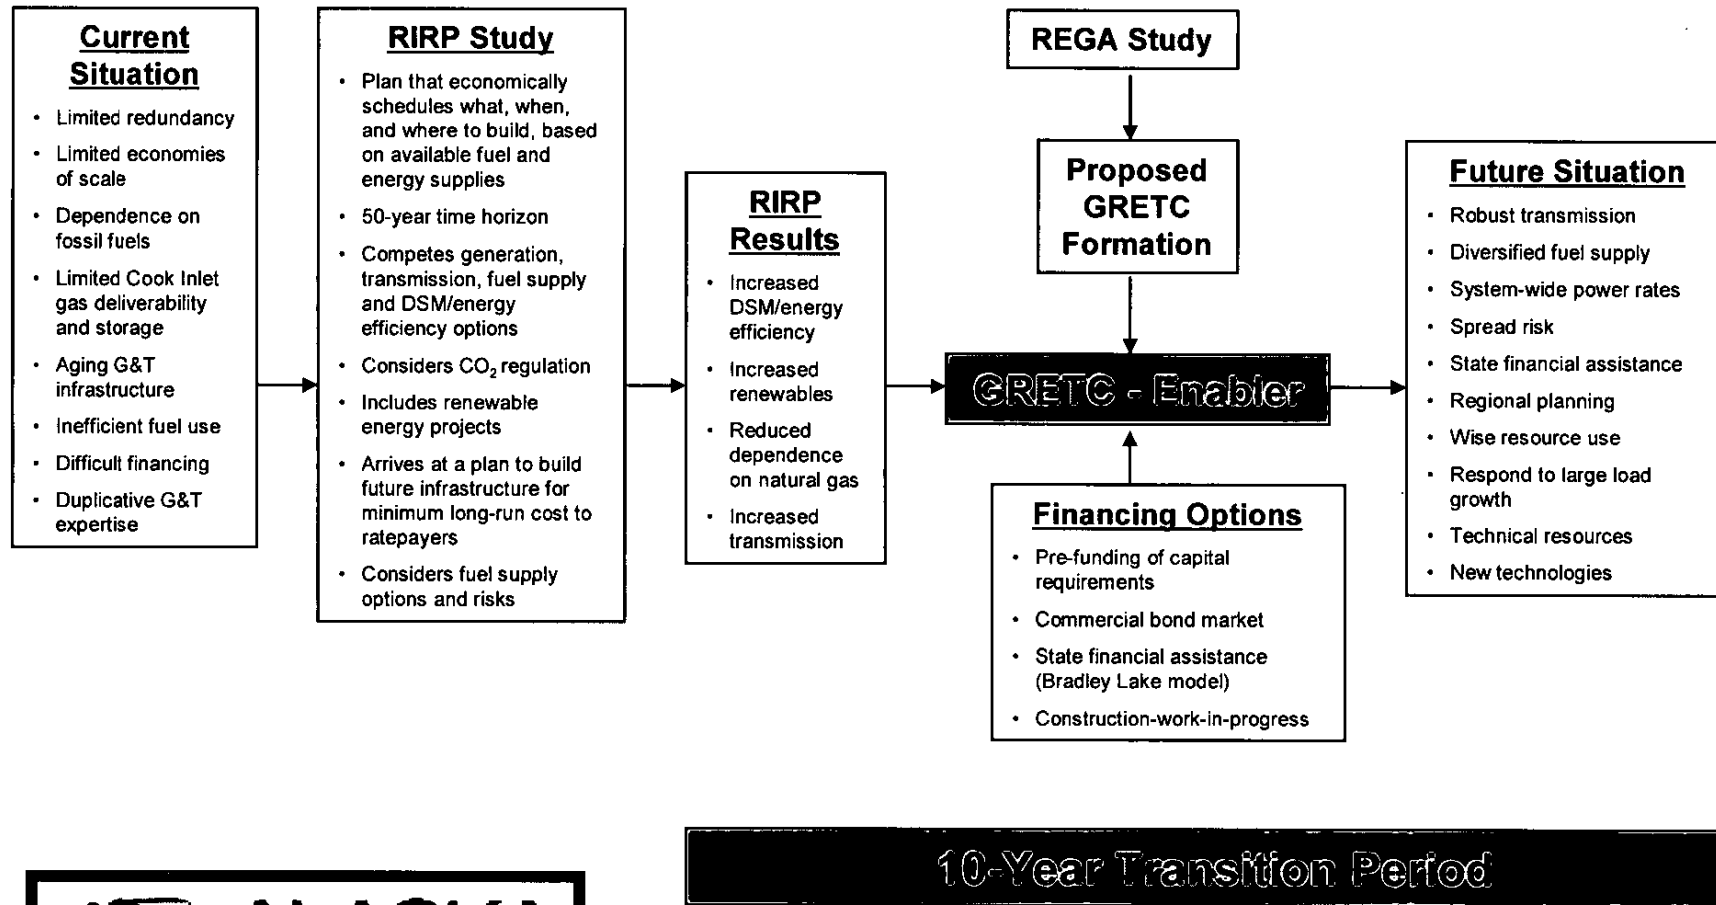 Current
Situation
• Limited redundancy
• Limited economies
of scale
• Dependence on
fossil fuels
• Limited Cook Inlet
gas deliverability
and storage
• Aging G&T
infrastructure
• Inefficient fuel use
• Difficult financing
• Duplicative G&T
expertise
RIRP Study
• Plan that economically
schedules what, when,
and where to build, based
on available fuel and
energy supplies
• 50-year time horizon
• Competes generation,
transmission, fuel supply
and DSM/energy
efficiency options
• Considers CO₂ regulation
• Includes renewable
energy projects
• Arrives at a plan to build
future infrastructure for
minimum long-run cost to
ratepayers
• Considers fuel supply
options and risks
RIRP
Results
• Increased
DSM/energy
efficiency
• Increased
renewables
• Reduced
dependence
on natural gas
• Increased
transmission
REGA Study
Proposed
GRETC
Formation
GRETC - Enabler
Financing Options
• Pre-funding of capital
requirements
• Commercial bond market
• State financial assistance
(Bradley Lake model)
• Construction-work-in-progress
Future Situation
• Robust transmission
• Diversified fuel supply
• System-wide power rates
• Spread risk
• State financial assistance
• Regional planning
• Wise resource use
• Respond to large load
growth
• Technical resources
• New technologies
10-Year Transition Period